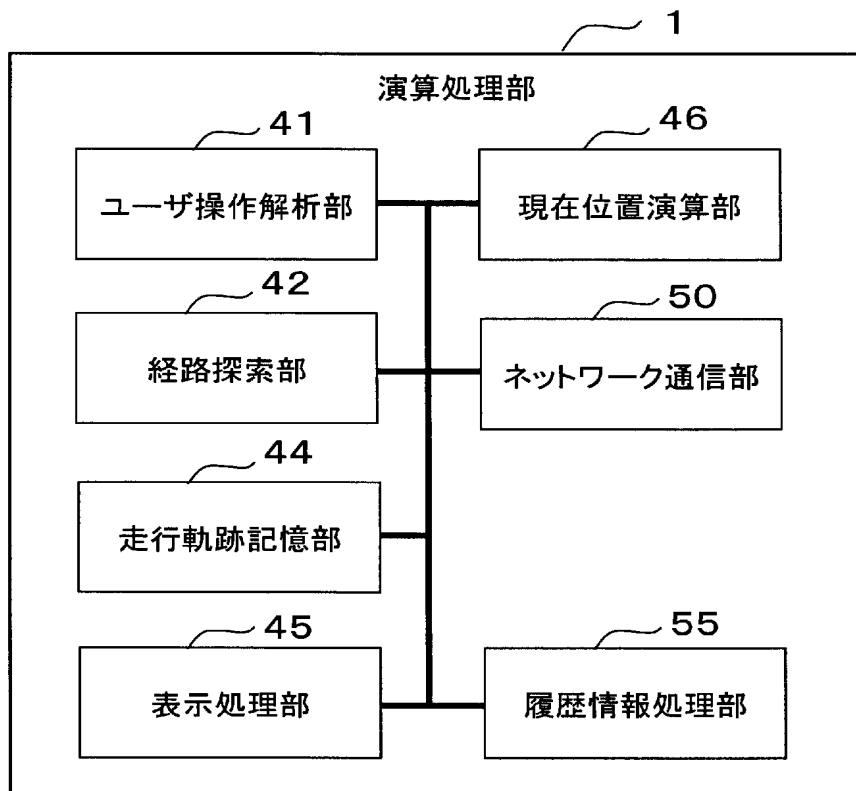 1
演算処理部
41
ユーザ操作解析部
46
現在位置演算部
42
経路探索部
50
ネットワーク通信部
44
走行軌跡記憶部
45
表示処理部
55
履歴情報処理部